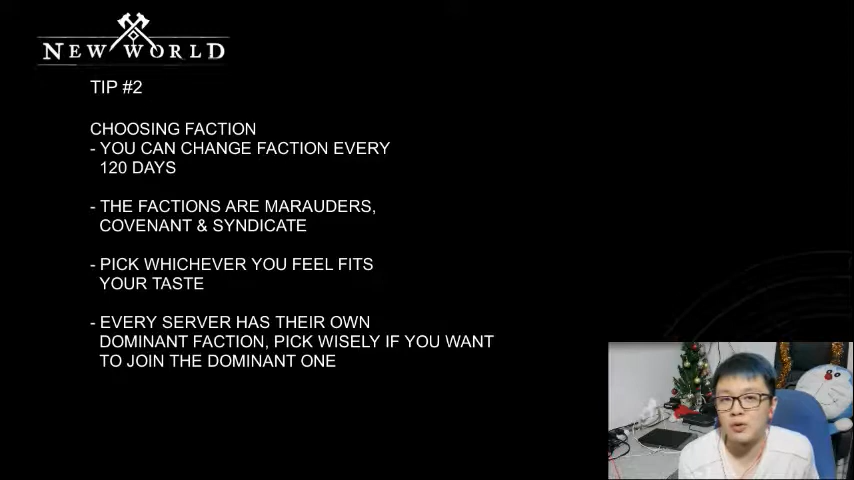 NEW WORLD
TIP #2
CHOOSING FACTION
- YOU CAN CHANGE FACTION EVERY
120 DAYS
- THE FACTIONS ARE MARAUDERS,
COVENANT & SYNDICATE
- PICK WHICHEVER YOU FEEL FITS
YOUR TASTE
- EVERY SERVER HAS THEIR OWN
DOMINANT FACTION, PICK WISELY IF YOU WANT
TO JOIN THE DOMINANT ONE